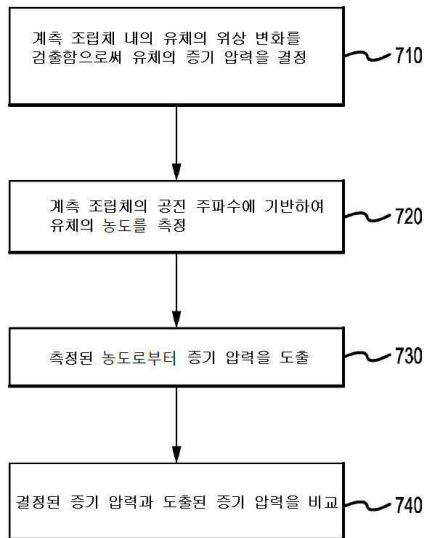 계측 조립체 내의 유체의 위상 변화를
검출함으로써 유체의 증기 압력을 결정
710
계측 조립체의 공진 주파수에 기반하여
유체의 농도를 측정
720
측정된 농도로부터 증기 압력을 도출
730
결정된 증기 압력과 도출된 증기 압력을 비교
740